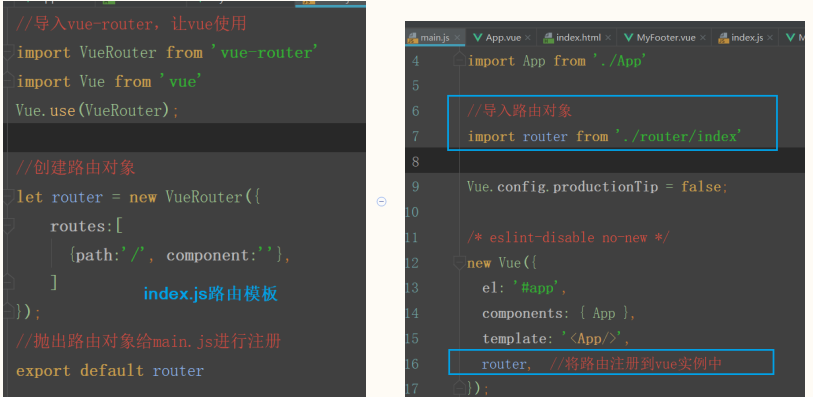 //导入vue-router，让vue使用
import VueRouter from 'vue-router'
import Vue from 'vue'
Vue.use(VueRouter);
//创建路由对象
let router = new VueRouter({
routes:[
{path:'/', component:''},
]
index.js路由模板
});
//抛出路由对象给main.js进行注册
export default router
main.js × App.vue × index.html × MyFooter.vue × index.js × M
4 import App from './App'
5
6 //导入路由对象
7 import router from './router/index'
8
9 Vue.config.productionTip = false;
10
11 /* eslint-disable no-new */
12 new Vue({
13 el: '#app',
14 components: { App },
15 template: '<App/>',
16 router, //将路由注册到vue实例中
17 });